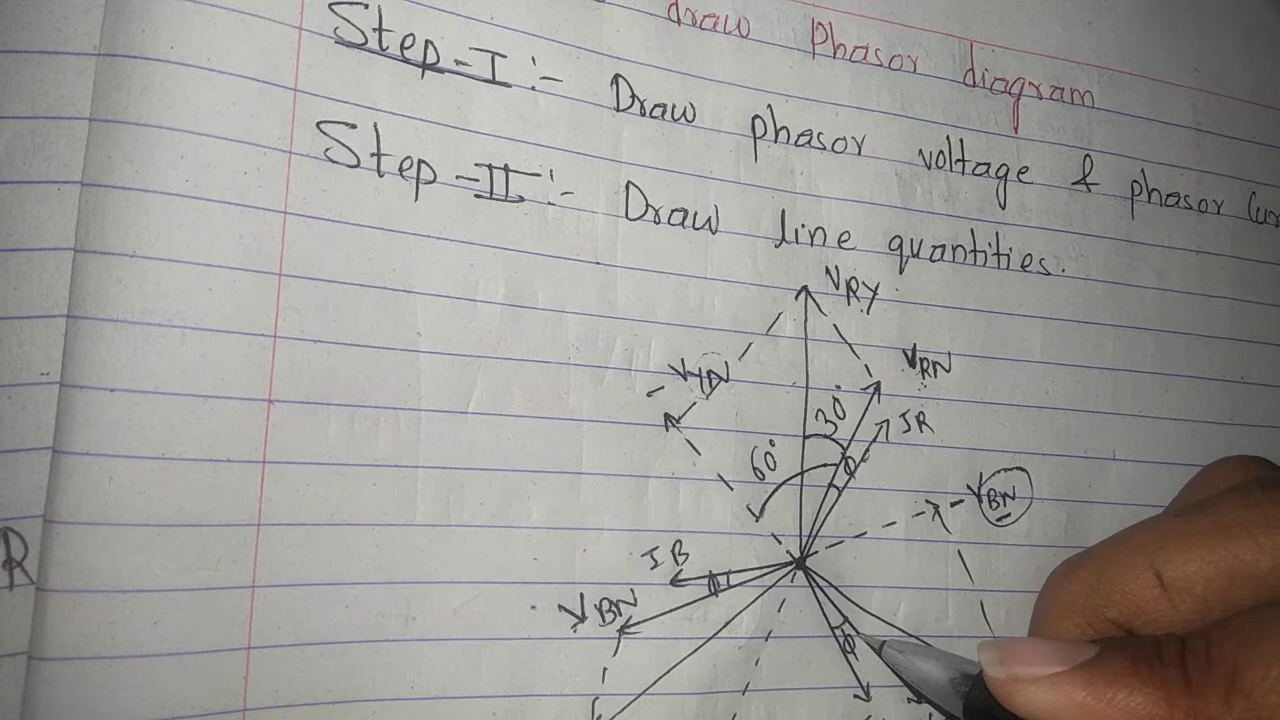 draw Phasor diagram
Step-I:- Draw phasor voltage & phasor
Step-II:- Draw line quantities.
VRY
VRN
-VYN
30°
IR
60°
-VBN
IB
ϕ
ϕ
VBN
ϕ
R